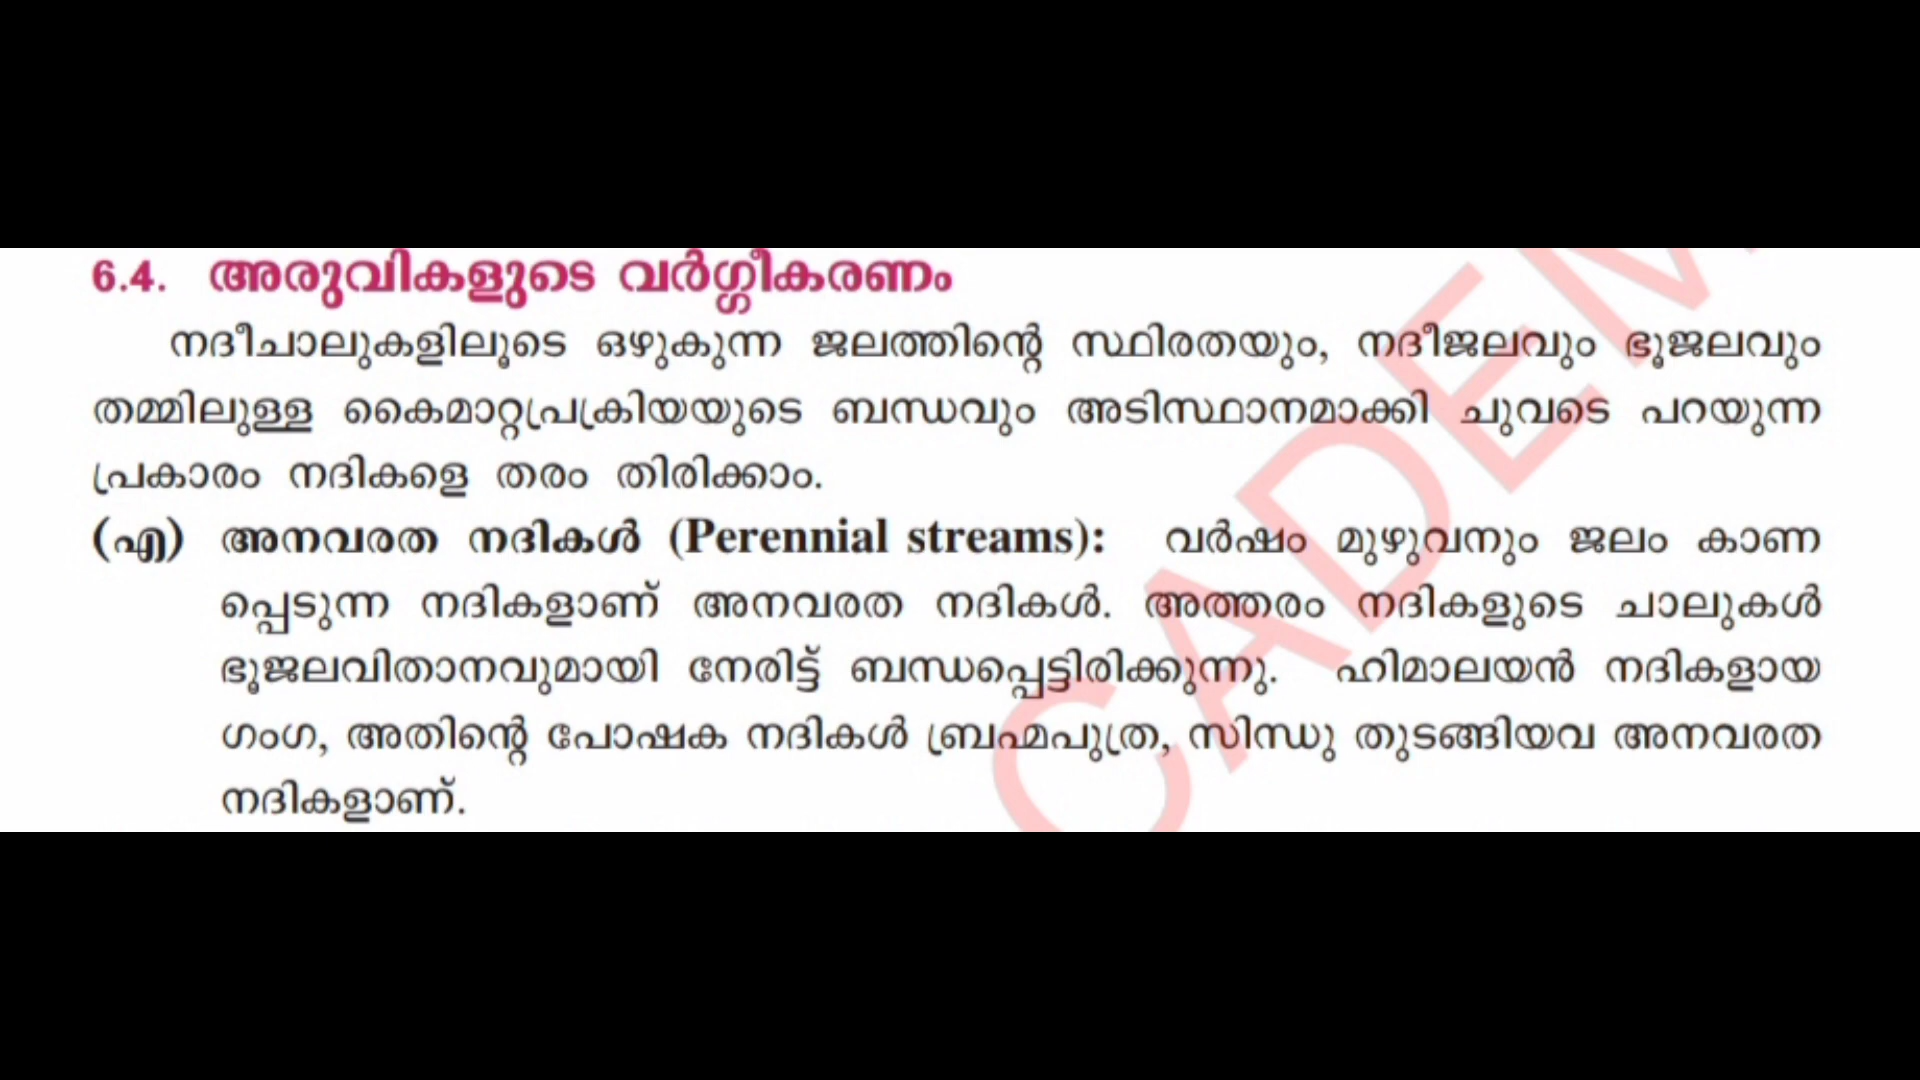 6.4. അരുവികളുടെ വർഗ്ഗീകരണം
നദീചാലുകളിലൂടെ ഒഴുകുന്ന ജലത്തിന്റെ സ്ഥിരതയും, നദീജലവും ഭൂജലവും
തമ്മിലുള്ള കൈമാറ്റപ്രക്രിയയുടെ ബന്ധവും അടിസ്ഥാനമാക്കി ചുവടെ പറയുന്ന
പ്രകാരം നദികളെ തരം തിരിക്കാം.
(എ) അനവരത നദികൾ (Perennial streams): വർഷം മുഴുവനും ജലം കാണ
പ്പെടുന്ന നദികളാണ് അനവരത നദികൾ. അത്തരം നദികളുടെ ചാലുകൾ
ഭൂജലവിതാനവുമായി നേരിട്ട് ബന്ധപ്പെട്ടിരിക്കുന്നു. ഹിമാലയൻ നദികളായ
ഗംഗ, അതിന്റെ പോഷക നദികൾ ബ്രഹ്മപുത്ര, സിന്ധു തുടങ്ങിയവ അനവരത
നദികളാണ്.
CADEM